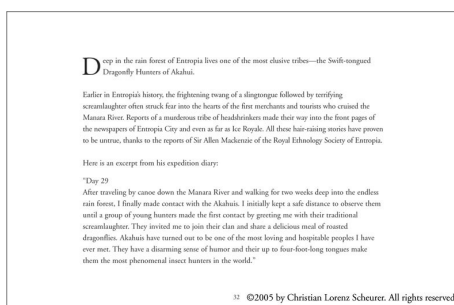 Deep in the rain forest of Entropia lives one of the most elusive tribes—the Swift-tongued
Dragonfly Hunters of Akahui.
Earlier in Entropia's history, the frightening twang of a slingtongue followed by terrifying
screamlaughter often struck fear into the hearts of the first merchants and tourists who cruised the
Manara River. Reports of a murderous tribe of headshrinkers made their way into the front pages of
the newspapers of Entropia City and even as far as Ice Royale. All these hair-raising stories have proven
to be untrue, thanks to the reports of Sir Allen Mackenzie of the Royal Ethnology Society of Entropia.
Here is an excerpt from his expedition diary:
"Day 29
After traveling by canoe down the Manara River and walking for two weeks deep into the endless
rain forest, I finally made contact with the Akahuis. I initially kept a safe distance to observe them
until a group of young hunters made the first contact by greeting me with their traditional
screamlaughter. They invited me to join their clan and share a delicious meal of roasted
dragonflies. Akahuis have turned out to be one of the most loving and hospitable peoples I have
ever met. They have a disarming sense of humor and their up to four-foot-long tongues make
them the most phenomenal insect hunters in the world."
32 ©2005 by Christian Lorenz Scheurer. All rights reserved